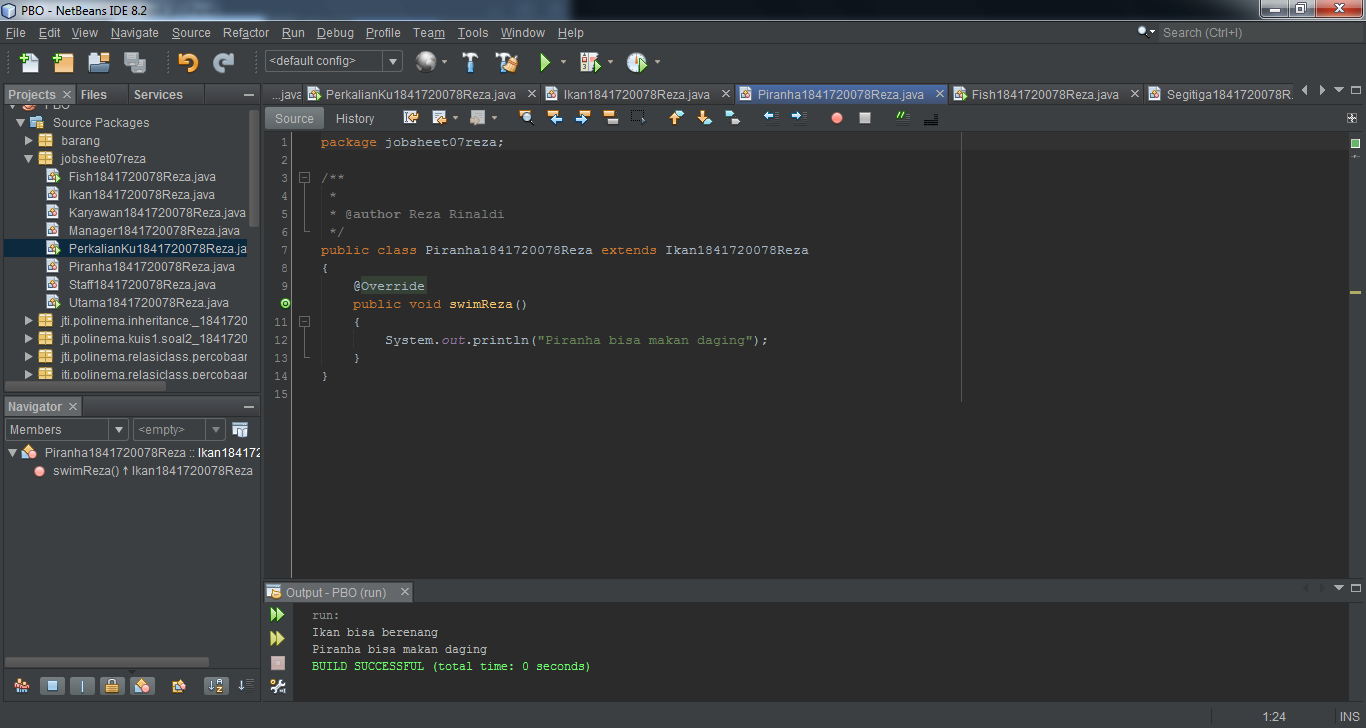 PBO - NetBeans IDE 8.2
File Edit View Navigate Source Refactor Run Debug Profile Team Tools Window Help
Search (Ctrl+I)
<default config>
Projects Files Services
PBO
Source Packages
barang
jobsheet07reza
Fish1841720078Reza.java
Ikan1841720078Reza.java
Karyawan1841720078Reza.java
Manager1841720078Reza.java
PerkalianKu1841720078Reza.ja
Piranha1841720078Reza.java
Staff1841720078Reza.java
Utama1841720078Reza.java
jti.polinema.inheritance._1841720
jti.polinema.kuis1.soal2_1841720
jti.polinema.relasiclass.percobaar
jti.polinema.relasiclass.percobaar
Navigator
Members <empty>
Piranha1841720078Reza :: Ikan184172
swimReza() ↑ Ikan1841720078Reza
...java PerkalianKu1841720078Reza.java Ikan1841720078Reza.java Piranha1841720078Reza.java Fish1841720078Reza.java Segitiga1841720078R.
Source History
1 package jobsheet07reza;
2
3 /**
4 *
5 * @author Reza Rinaldi
6 */
7 public class Piranha1841720078Reza extends Ikan1841720078Reza
8 {
9 @Override
public void swimReza()
11 {
12 System.out.println("Piranha bisa makan daging");
13 }
14 }
15
Output - PBO (run)
run:
Ikan bisa berenang
Piranha bisa makan daging
BUILD SUCCESSFUL (total time: 0 seconds)
1:24 INS